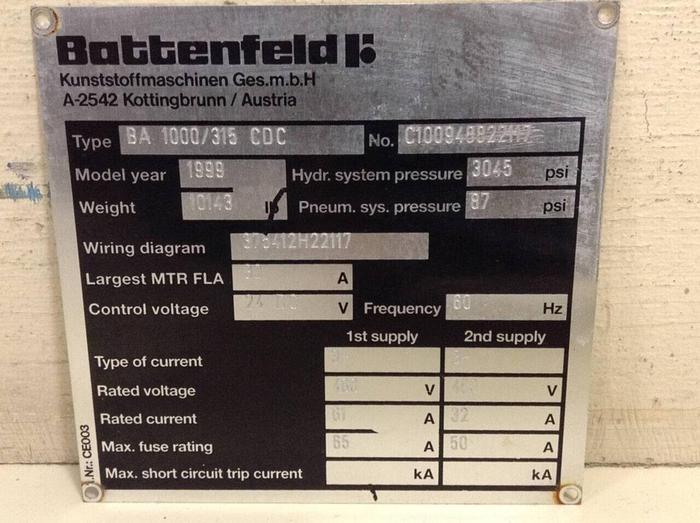 Battenfeld
Kunststoffmaschinen Ges.m.b.H
A-2542 Kottingbrunn / Austria
Type BA 1000/315 CDC No.
Model year 1999 Hydr. system pressure 3045 psi
Weight 10143 lb Pneum. sys. pressure 87 psi
Wiring diagram
Largest MTR FLA A
Control voltage V Frequency 60 Hz
1st supply 2nd supply
Type of current
Rated voltage V V
Rated current 61 A 32 A
Max. fuse rating 65 A 50 A
Max. short circuit trip current kA kA
.Nr.: CE003